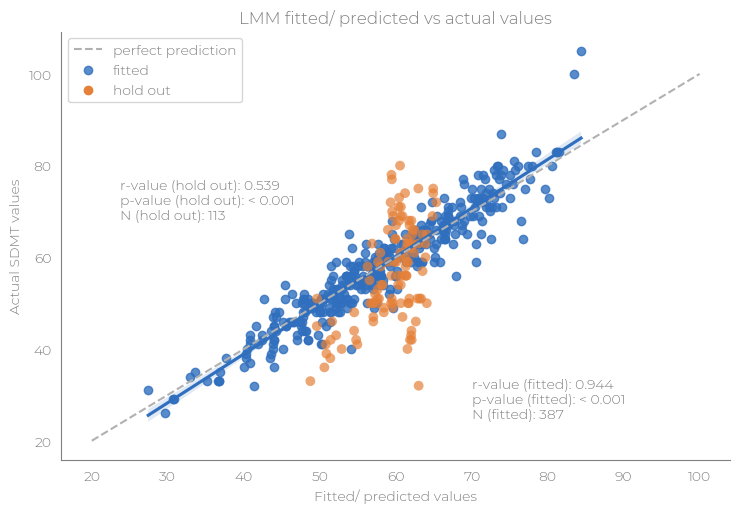 LMM fitted/ predicted vs actual values
perfect prediction
fitted
hold out
r-value (hold out): 0.539
p-value (hold out): < 0.001
N (hold out): 113
r-value (fitted): 0.944
p-value (fitted): < 0.001
N (fitted): 387
Actual SDMT values
100
80
60
40
20
20 30 40 50 60 70 80 90 100
Fitted/ predicted values